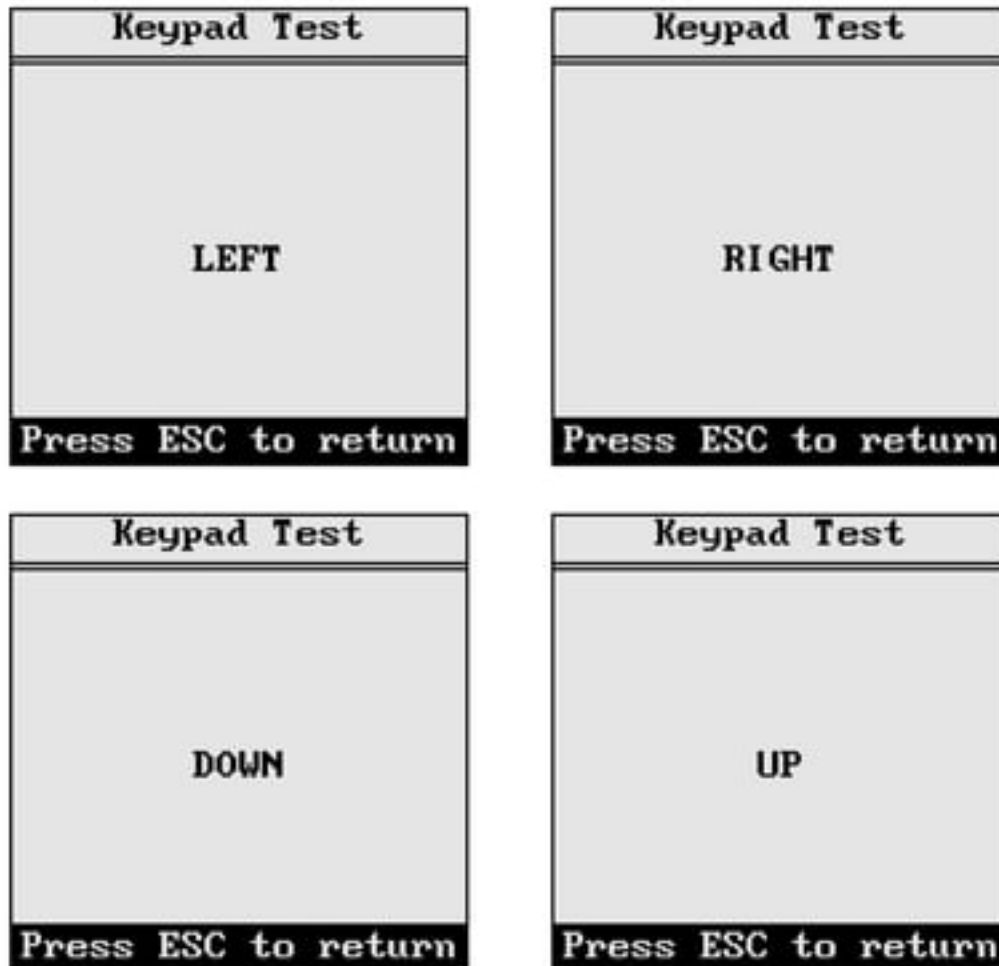 Keypad Test
LEFT
Press ESC to return
Keypad Test
RIGHT
Press ESC to return
Keypad Test
DOWN
Press ESC to return
Keypad Test
UP
Press ESC to return